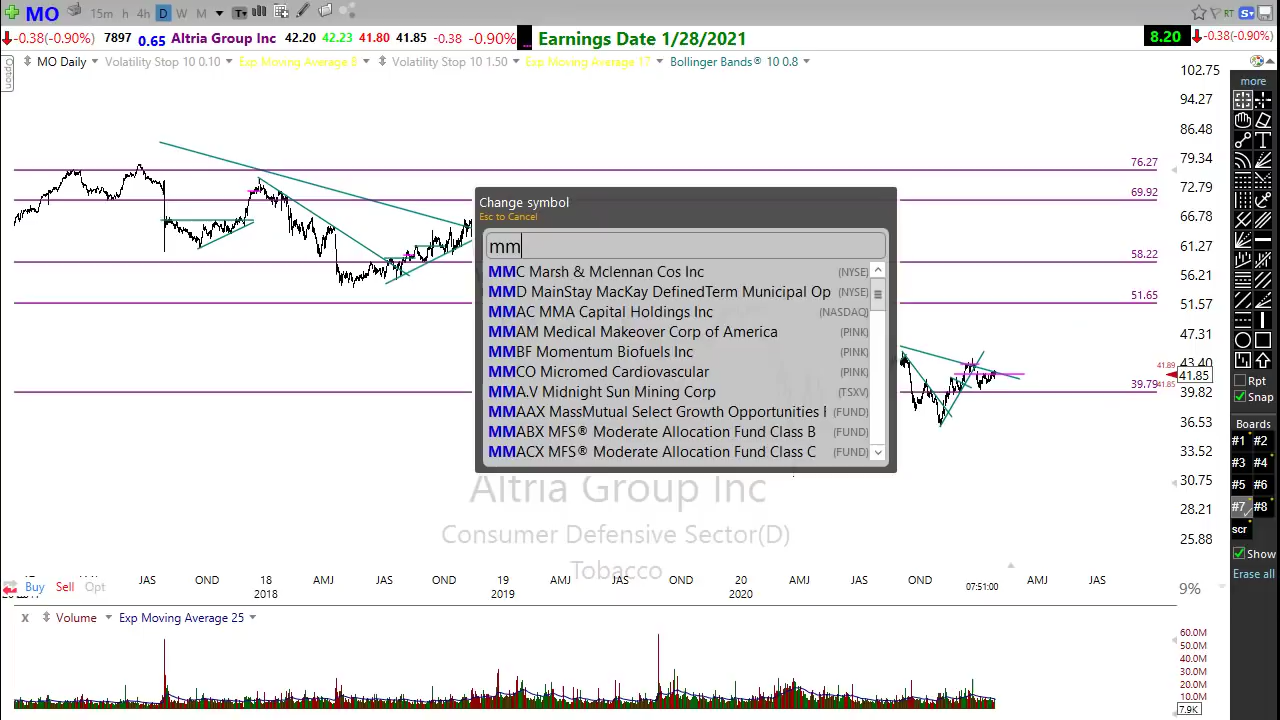 MO 15m h 4h D W M T RT S
-0.38(-0.90%) 7897 0.65 Altria Group Inc 42.20 42.23 41.80 41.85 -0.38 -0.90% ... Earnings Date 1/28/2021 8.20 -0.38(-0.90%)
Option
MO Daily Volatility Stop 10 0.10 Exp Moving Average 8 Volatility Stop 10 1.50 Exp Moving Average 17 Bollinger Bands® 10 0.8
102.75
94.27
86.48
79.34
72.79
66.78
61.27
56.21
51.57
47.31
43.40
41.85
39.82
36.53
33.52
30.75
28.21
25.88
76.27
69.92
58.22
51.65
39.79
41.89
41.85
Change symbol
Esc to Cancel
mm
MMC Marsh & Mclennan Cos Inc (NYSE)
MMD MainStay MacKay DefinedTerm Municipal Op (NYSE)
MMAC MMA Capital Holdings Inc (NASDAQ)
MMAM Medical Makeover Corp of America (PINK)
MMBF Momentum Biofuels Inc (PINK)
MMCO Micromed Cardiovascular (PINK)
MMA.V Midnight Sun Mining Corp (TSXV)
MMAAX MassMutual Select Growth Opportunities F (FUND)
MMABX MFS® Moderate Allocation Fund Class B (FUND)
MMACX MFS® Moderate Allocation Fund Class C (FUND)
Altria Group Inc
Consumer Defensive Sector(D)
Tobacco
more
T
Rpt
Snap
Boards
#1 #2
#3 #4
#5 #6
#7 #8
scr
Show
Erase all
Buy Sell Opt
JAS OND 18 AMJ JAS OND 19 AMJ JAS OND 20 AMJ JAS OND 07:51:00 AMJ JAS
2018 2019 2020
9%
x Volume Exp Moving Average 25
60.0M
50.0M
40.0M
30.0M
20.0M
10.0M
7.9K